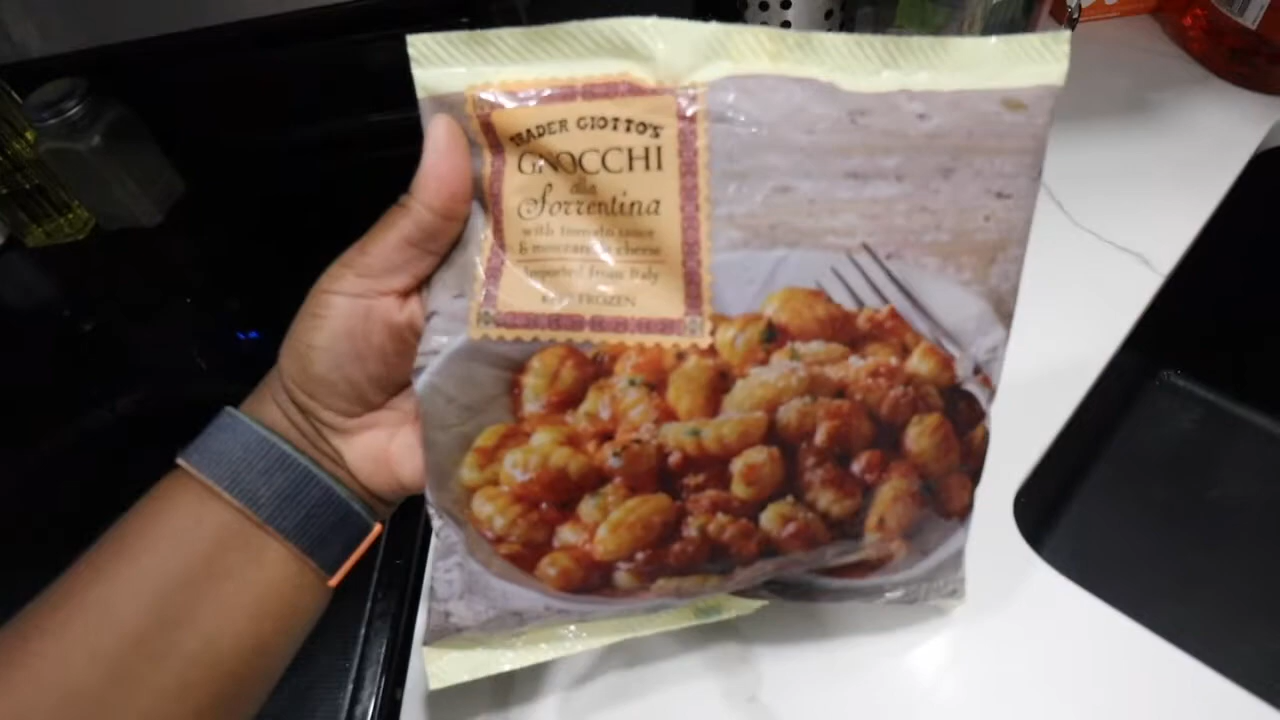 TRADER GIOTTO'S
GNOCCHI
alla
Sorrentina
with tomato sauce
& mozzarella cheese
Imported from Italy
KEEP FROZEN